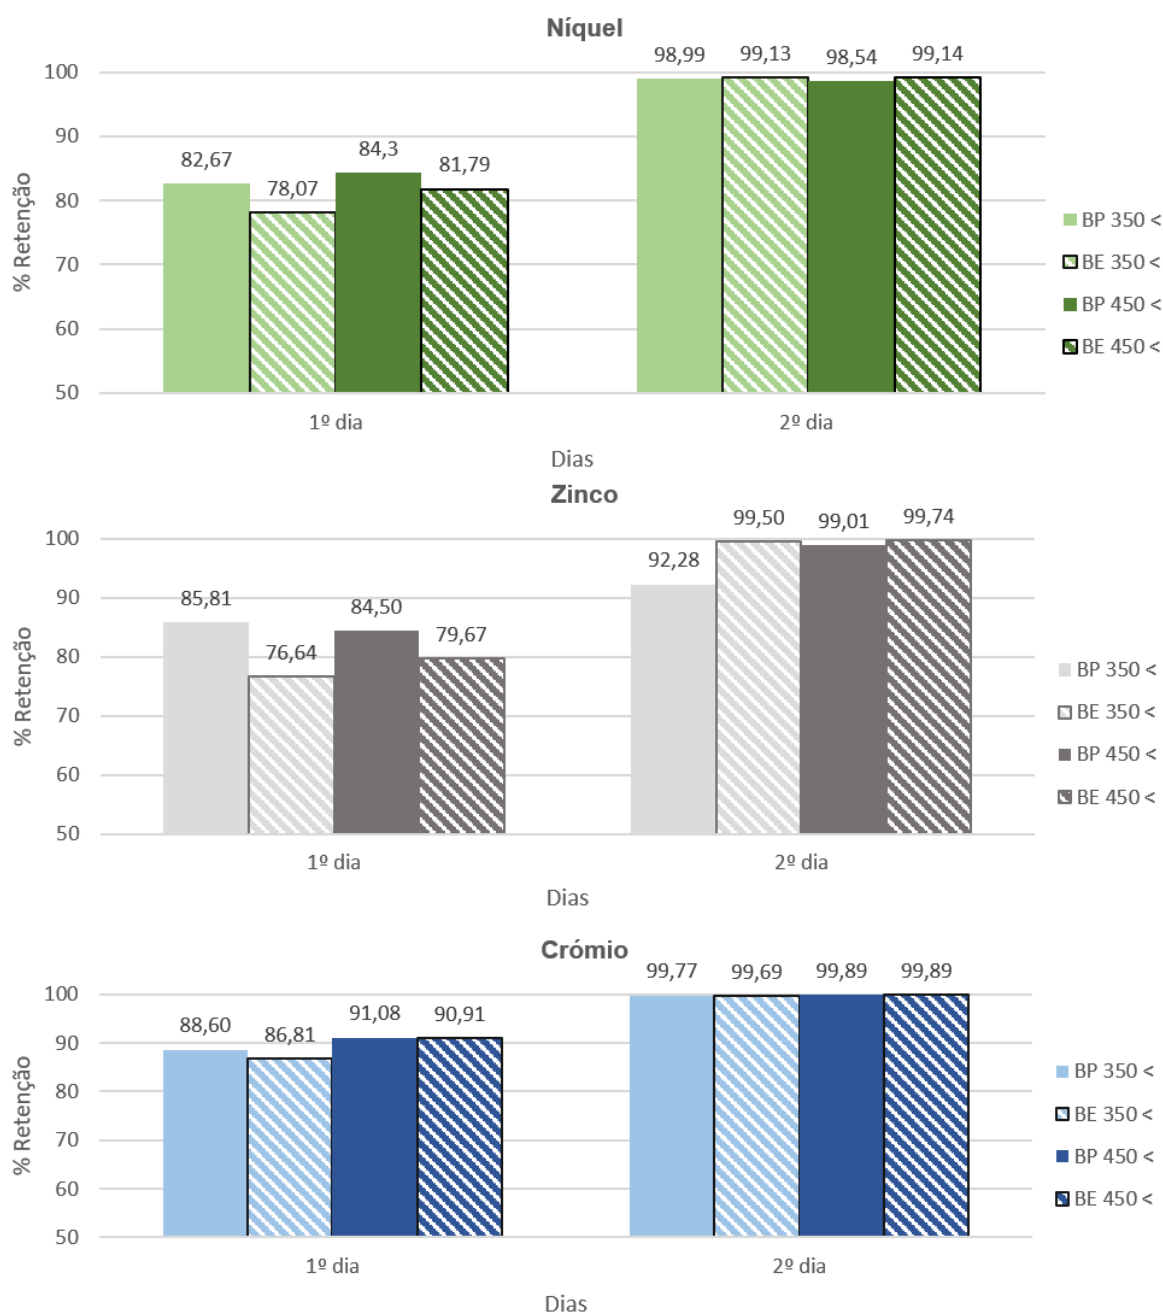 Níquel
% Retenção
100
90
80
70
60
50
82,67
78,07
84,3
81,79
98,99
99,13
98,54
99,14
1º dia
2º dia
Dias
BP 350 <
BE 350 <
BP 450 <
BE 450 <
Zinco
% Retenção
100
90
80
70
60
50
85,81
76,64
84,50
79,67
92,28
99,50
99,01
99,74
1º dia
2º dia
Dias
BP 350 <
BE 350 <
BP 450 <
BE 450 <
Crómio
% Retenção
100
90
80
70
60
50
88,60
86,81
91,08
90,91
99,77
99,69
99,89
99,89
1º dia
2º dia
Dias
BP 350 <
BE 350 <
BP 450 <
BE 450 <